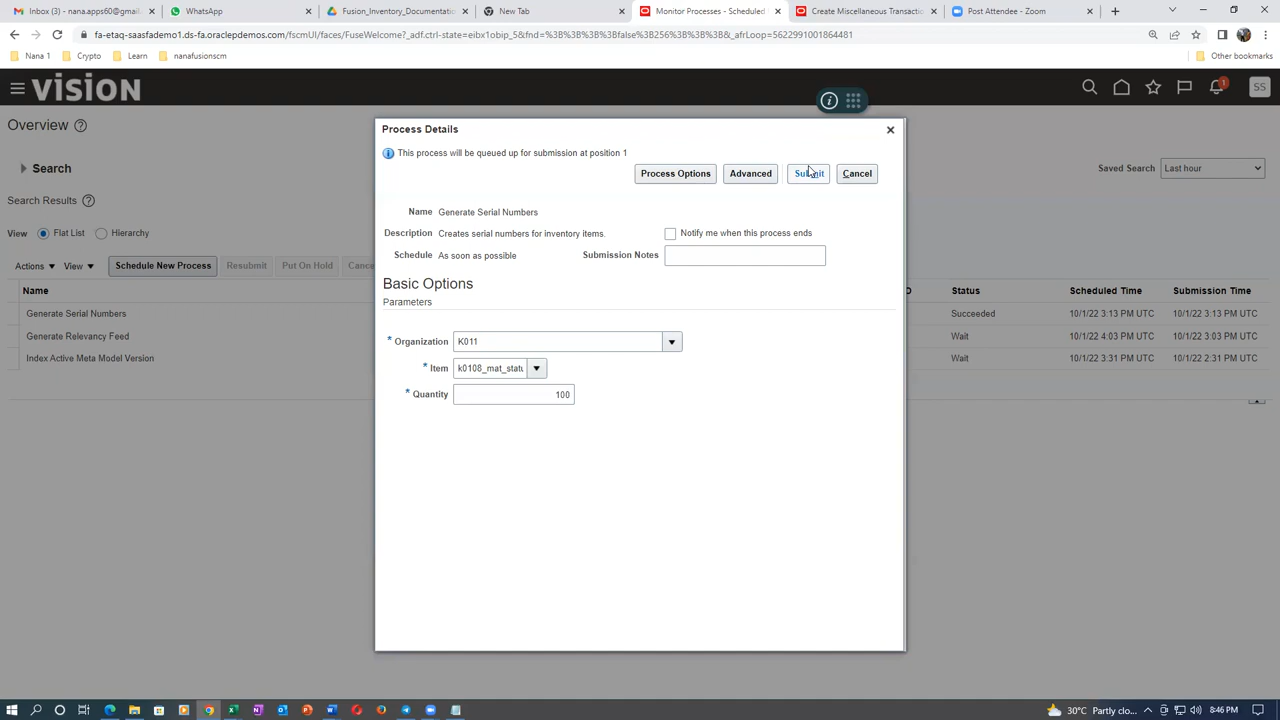 Inbox (3) - nana.apps60@gmail.
WhatsApp
Fusion_Inventory_Documentati
New Tab
Monitor Processes - Scheduled
Create Miscellaneous Transactic
Post Attendee - Zoom
fa-etaq-saasfademo1.ds-fa.oraclepdemos.com/fscmUI/faces/FuseWelcome?_adf.ctrl-state=eibx1obip_5&fnd=%3B%3B%3B%3Bfalse%3B256%3B%3B%3B&_afrLoop=5622991001864481
Nana 1
Crypto
Learn
nanafusionscm
Other bookmarks
vision
1
SS
Overview
Process Details
This process will be queued up for submission at position 1
Search
Saved Search
Last hour
Process Options
Advanced
Submit
Cancel
Search Results
Name
Generate Serial Numbers
View
Flat List
Hierarchy
Description
Creates serial numbers for inventory items.
Notify me when this process ends
Schedule
As soon as possible
Submission Notes
Actions
View
Schedule New Process
Resubmit
Put On Hold
Basic Options
Parameters
Name
Status
Scheduled Time
Submission Time
Generate Serial Numbers
Succeeded
10/1/22 3:13 PM UTC
10/1/22 3:13 PM UTC
Generate Relevancy Feed
Wait
10/1/22 4:03 PM UTC
10/1/22 3:03 PM UTC
Index Active Meta Model Version
Wait
10/1/22 3:31 PM UTC
10/1/22 2:31 PM UTC
* Organization
K011
* Item
k0108_mat_statu
* Quantity
100
30°C Partly clo...
8:46 PM